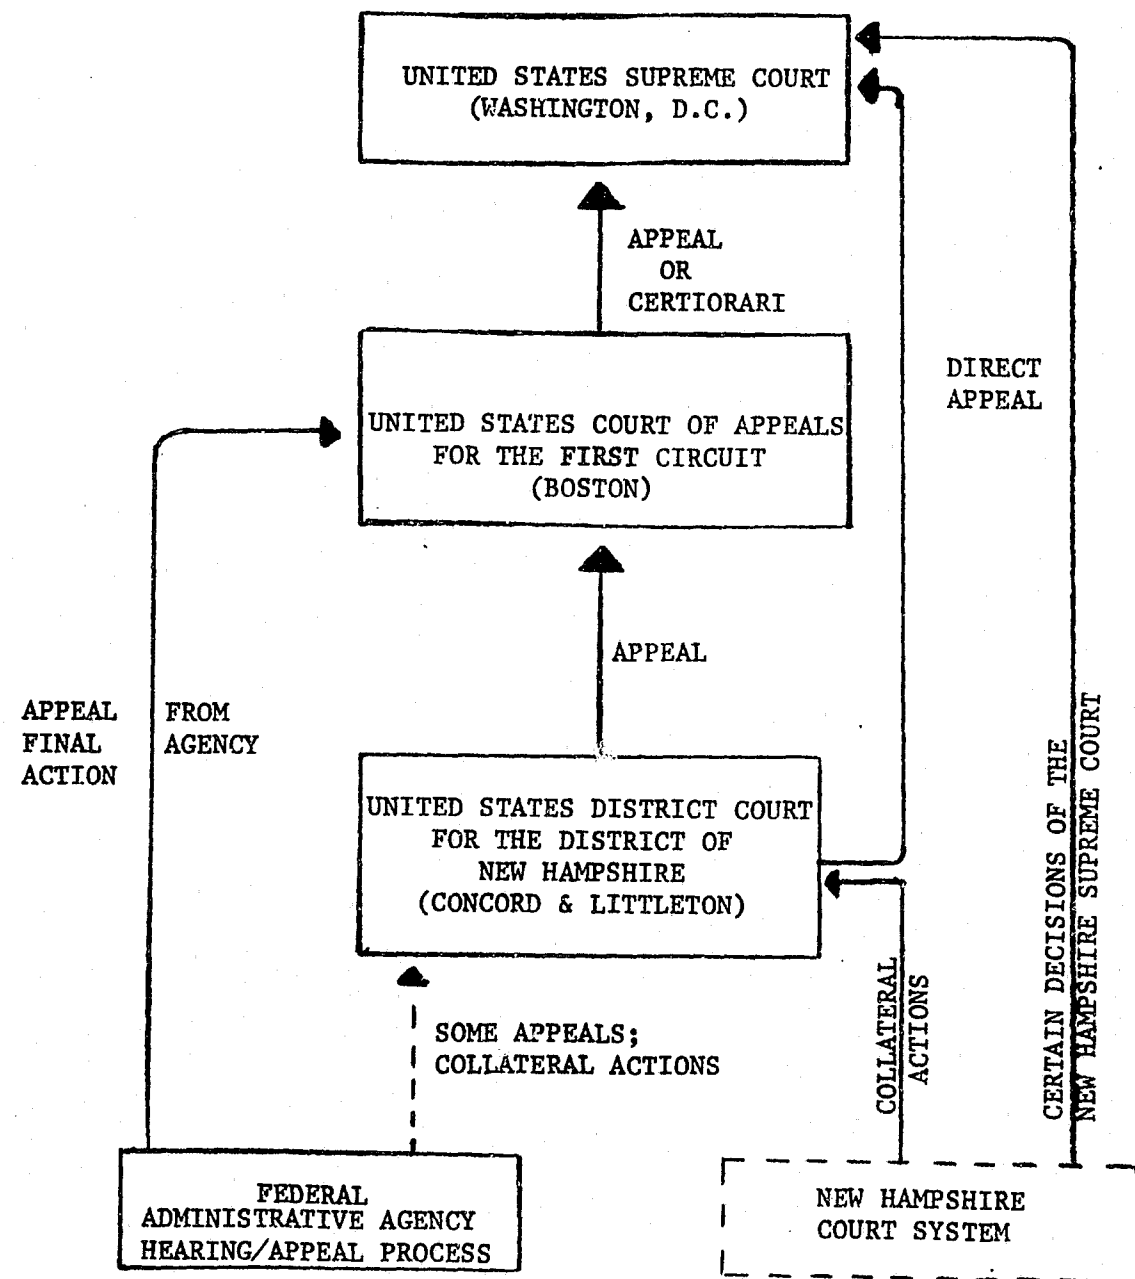 UNITED STATES SUPREME COURT
(WASHINGTON, D.C.)
APPEAL
OR
CERTIORARI
DIRECT
APPEAL
UNITED STATES COURT OF APPEALS
FOR THE FIRST CIRCUIT
(BOSTON)
APPEAL
APPEAL FROM
FINAL AGENCY
ACTION
UNITED STATES DISTRICT COURT
FOR THE DISTRICT OF
NEW HAMPSHIRE
(CONCORD & LITTLETON)
CERTAIN DECISIONS OF THE
NEW HAMPSHIRE SUPREME COURT
COLLATERAL
ACTIONS
SOME APPEALS;
COLLATERAL ACTIONS
FEDERAL
ADMINISTRATIVE AGENCY
HEARING/APPEAL PROCESS
NEW HAMPSHIRE
COURT SYSTEM